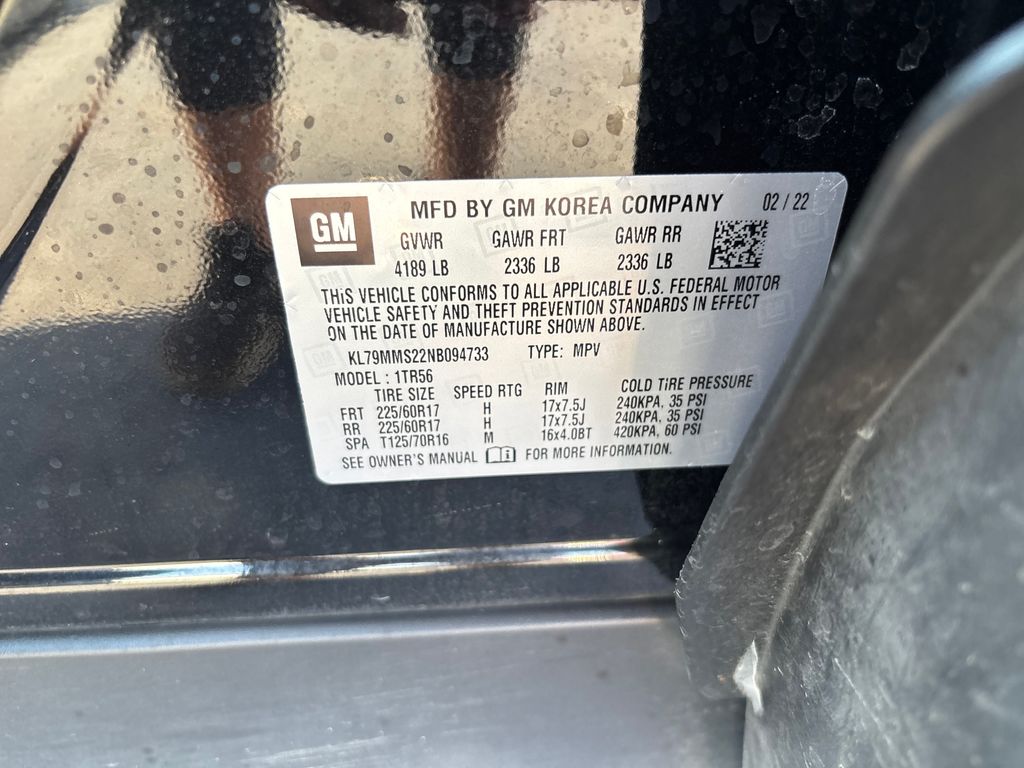 GM MFD BY GM KOREA COMPANY 02 / 22
GVWR GAWR FRT GAWR RR
4189 LB 2336 LB 2336 LB
THIS VEHICLE CONFORMS TO ALL APPLICABLE U.S. FEDERAL MOTOR
VEHICLE SAFETY AND THEFT PREVENTION STANDARDS IN EFFECT
ON THE DATE OF MANUFACTURE SHOWN ABOVE.
KL79MMS22NB094733 TYPE: MPV
MODEL : 1TR56
TIRE SIZE SPEED RTG RIM COLD TIRE PRESSURE
FRT 225/60R17 H 17x7.5J 240KPA, 35 PSI
RR 225/60R17 H 17x7.5J 240KPA, 35 PSI
SPA T125/70R16 M 16x4.0BT 420KPA, 60 PSI
SEE OWNER'S MANUAL FOR MORE INFORMATION.